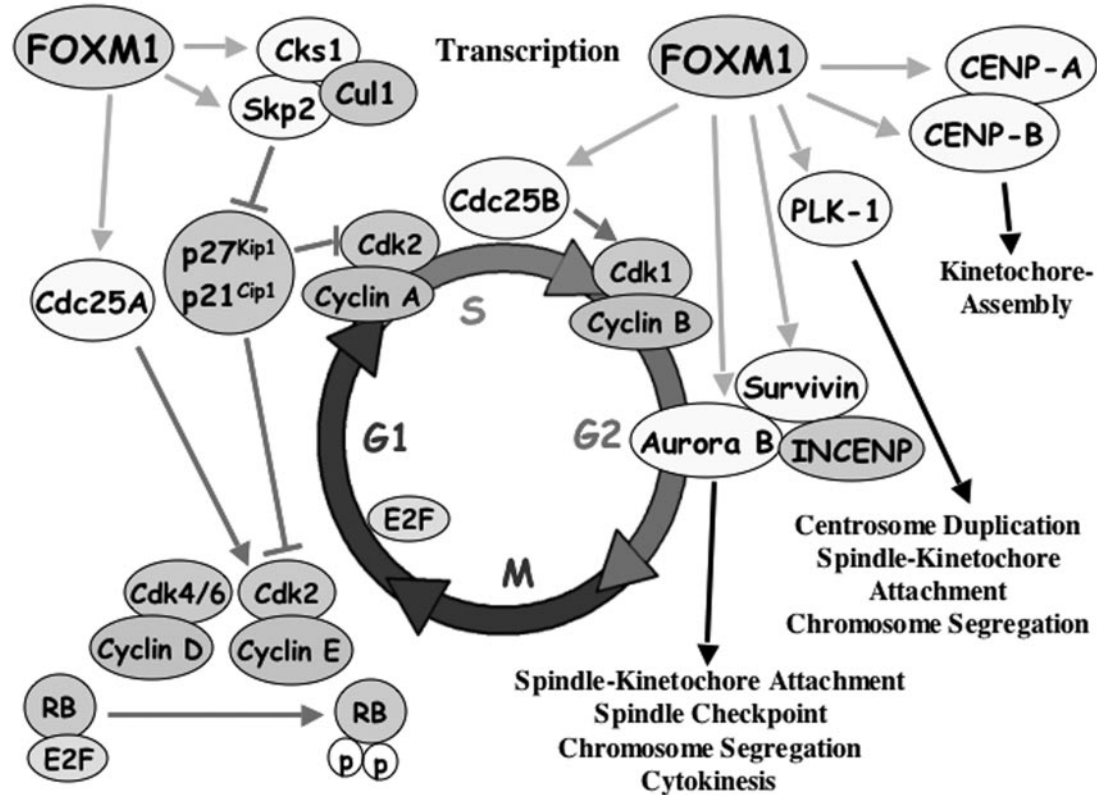 FOXM1
Cks1
Skp2
Cul1
Transcription
FOXM1
CENP-A
CENP-B
Cdc25B
PLK-1
p27Kip1
p21Cip1
Cdk2
Cyclin A
Cdk1
Cyclin B
Kinetochore-
Assembly
Cdc25A
S
Survivin
G1
G2
Aurora B
INCENP
E2F
Centrosome Duplication
Spindle-Kinetochore
Attachment
Chromosome Segregation
M
Cdk4/6
Cyclin D
Cdk2
Cyclin E
Spindle-Kinetochore Attachment
Spindle Checkpoint
Chromosome Segregation
Cytokinesis
RB
E2F
RB
p p